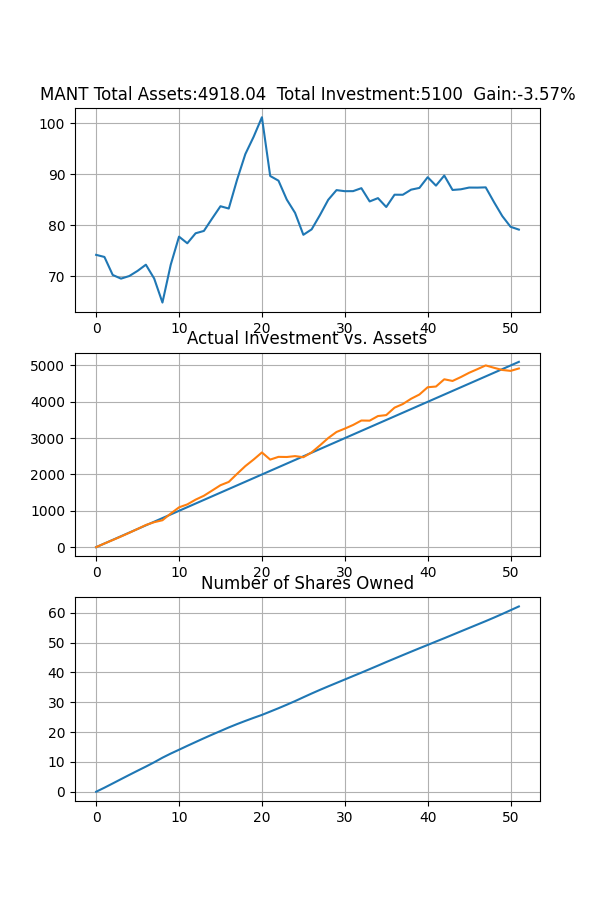 MANT Total Assets:4918.04  Total Investment:5100  Gain:-3.57%
100
90
80
70
0 10 20 30 40 50
Actual Investment vs. Assets
5000
4000
3000
2000
1000
0
0 10 20 30 40 50
Number of Shares Owned
60
50
40
30
20
10
0
0 10 20 30 40 50